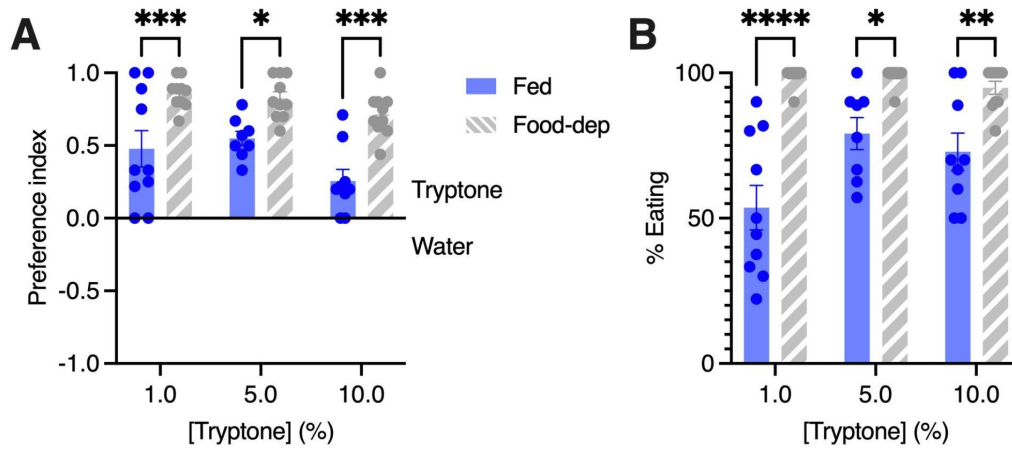 A
B
*** * ***
**** * **
1.0
0.5
0.0
-0.5
-1.0
Preference index
Fed
Food-dep
Tryptone
Water
1.0 5.0 10.0
[Tryptone] (%)
100
50
0
% Eating
1.0 5.0 10.0
[Tryptone] (%)